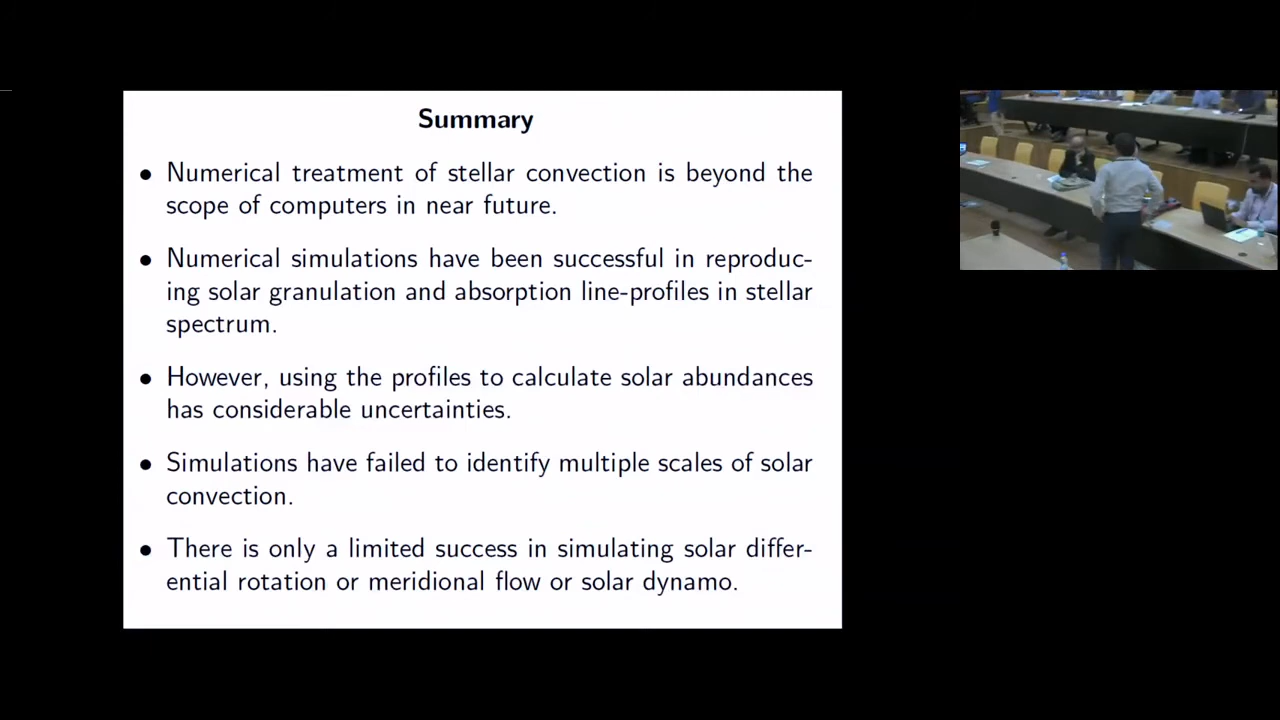 Summary
• Numerical treatment of stellar convection is beyond the
scope of computers in near future.
• Numerical simulations have been successful in reproduc-
ing solar granulation and absorption line-profiles in stellar
spectrum.
• However, using the profiles to calculate solar abundances
has considerable uncertainties.
• Simulations have failed to identify multiple scales of solar
convection.
• There is only a limited success in simulating solar differ-
ential rotation or meridional flow or solar dynamo.